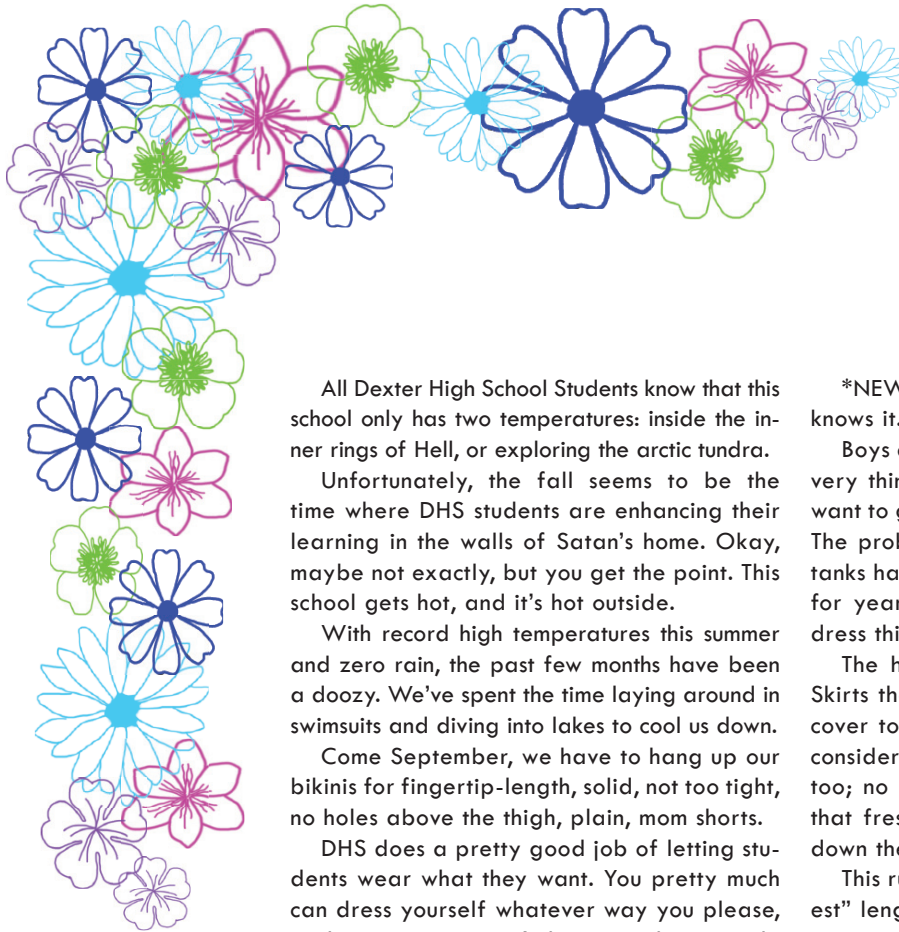 All Dexter High School Students know that this
school only has two temperatures: inside the in-
ner rings of Hell, or exploring the arctic tundra.
Unfortunately, the fall seems to be the
time where DHS students are enhancing their
learning in the walls of Satan's home. Okay,
maybe not exactly, but you get the point. This
school gets hot, and it's hot outside.
With record high temperatures this summer
and zero rain, the past few months have been
a doozy. We've spent the time laying around in
swimsuits and diving into lakes to cool us down.
Come September, we have to hang up our
bikinis for fingertip-length, solid, not too tight,
no holes above the thigh, plain, mom shorts.
DHS does a pretty good job of letting stu-
dents wear what they want. You pretty much
can dress yourself whatever way you please,
*NEW
knows it.
Boys
very thin
want to
The prob
tanks ha
for year
dress thi
The h
Skirts th
cover to
consider
too; no
that fres
down the
This ru
est" leng